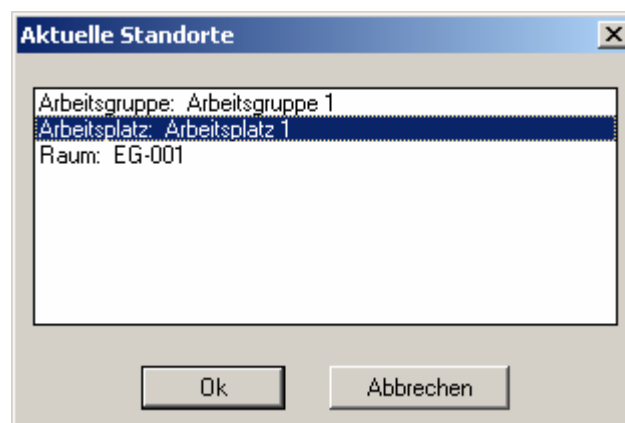 Aktuelle Standorte
Arbeitsgruppe: Arbeitsgruppe 1
Arbeitsplatz: Arbeitsplatz 1
Raum: EG-001
Ok
Abbrechen